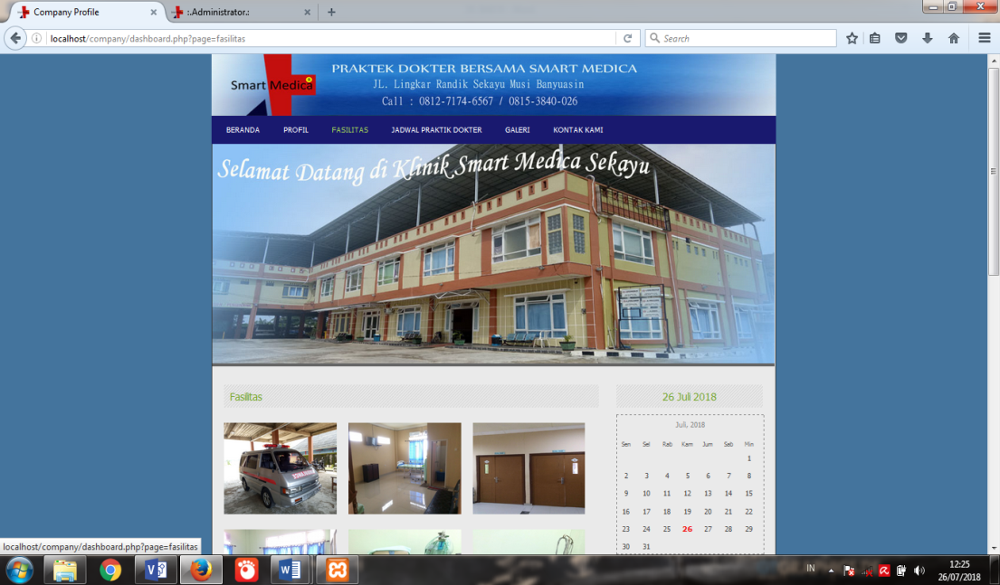 Company Profile
:.Administrator.:
localhost/company/dashboard.php?page=fasilitas
Search
Smart Medica
PRAKTEK DOKTER BERSAMA SMART MEDICA
JL. Lingkar Randik Sekayu Musi Banyuasin
Call : 0812-7174-6567 / 0815-3840-026
BERANDA PROFIL FASILITAS JADWAL PRAKTIK DOKTER GALERI KONTAK KAMI
Selamat Datang di Klinik Smart Medica Sekayu
Fasilitas
26 Juli 2018
Juli, 2018
Sen Sel Rab Kam Jum Sab Min
1
2 3 4 5 6 7 8
9 10 11 12 13 14 15
16 17 18 19 20 21 22
23 24 25 26 27 28 29
30 31
localhost/company/dashboard.php?page=fasilitas
IN
12:25
26/07/2018